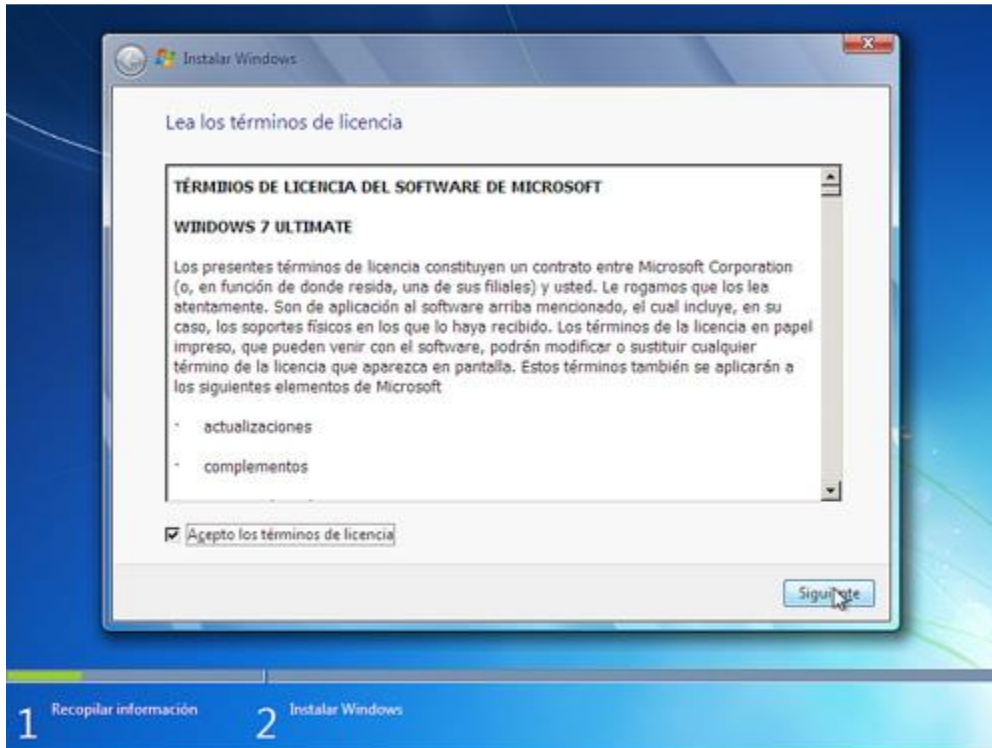 Instalar Windows
Lea los términos de licencia
TÉRMINOS DE LICENCIA DEL SOFTWARE DE MICROSOFT
WINDOWS 7 ULTIMATE
Los presentes términos de licencia constituyen un contrato entre Microsoft Corporation
(o, en función de donde resida, una de sus filiales) y usted. Le rogamos que los lea
atentamente. Son de aplicación al software arriba mencionado, el cual incluye, en su
caso, los soportes físicos en los que lo haya recibido. Los términos de la licencia en papel
impreso, que pueden venir con el software, podrán modificar o sustituir cualquier
término de la licencia que aparezca en pantalla. Estos términos también se aplicarán a
los siguientes elementos de Microsoft
· actualizaciones
· complementos
Acepto los términos de licencia
Siguiente
1 Recopilar información
2 Instalar Windows